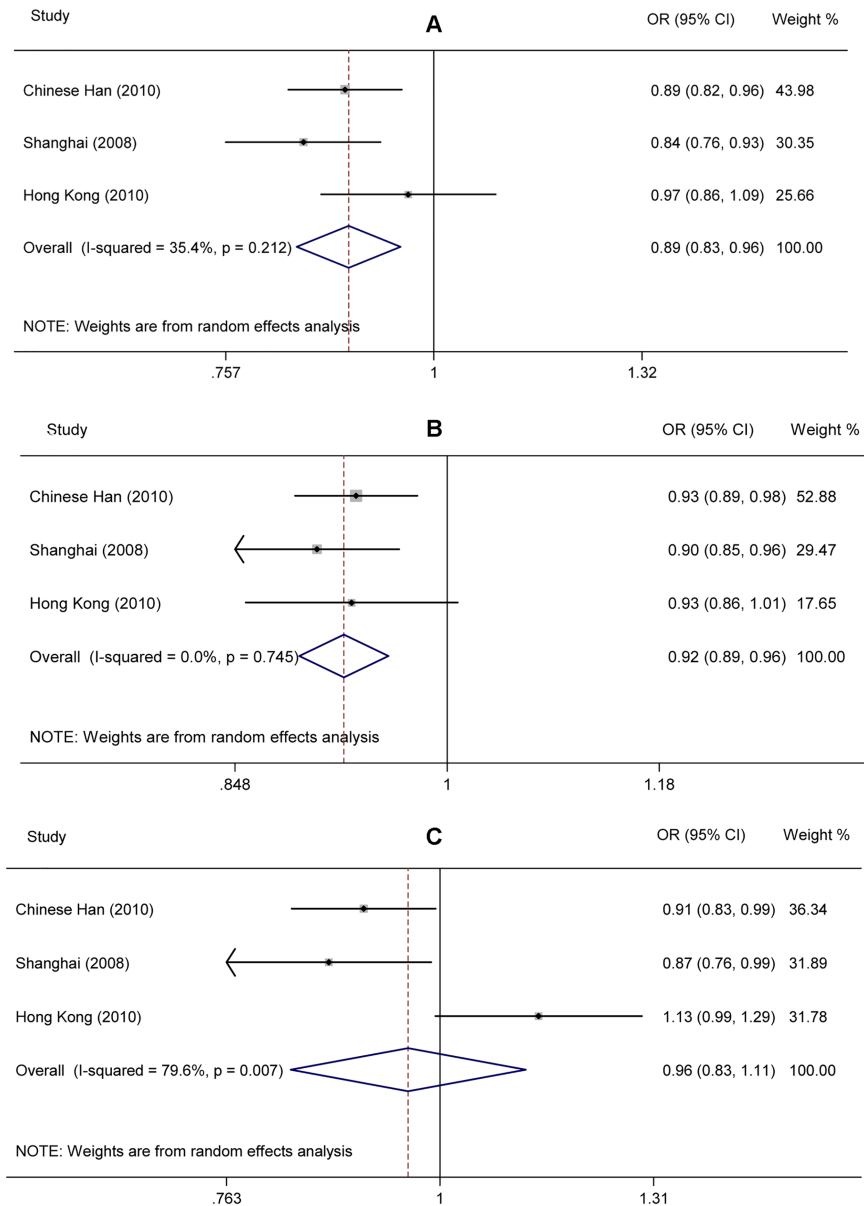 Study A OR (95% CI) Weight %
Chinese Han (2010) 0.89 (0.82, 0.96) 43.98
Shanghai (2008) 0.84 (0.76, 0.93) 30.35
Hong Kong (2010) 0.97 (0.86, 1.09) 25.66
Overall (I-squared = 35.4%, p = 0.212) 0.89 (0.83, 0.96) 100.00
NOTE: Weights are from random effects analysis
.757 1 1.32
Study B OR (95% CI) Weight %
Chinese Han (2010) 0.93 (0.89, 0.98) 52.88
Shanghai (2008) 0.90 (0.85, 0.96) 29.47
Hong Kong (2010) 0.93 (0.86, 1.01) 17.65
Overall (I-squared = 0.0%, p = 0.745) 0.92 (0.89, 0.96) 100.00
NOTE: Weights are from random effects analysis
.848 1 1.18
Study C OR (95% CI) Weight %
Chinese Han (2010) 0.91 (0.83, 0.99) 36.34
Shanghai (2008) 0.87 (0.76, 0.99) 31.89
Hong Kong (2010) 1.13 (0.99, 1.29) 31.78
Overall (I-squared = 79.6%, p = 0.007) 0.96 (0.83, 1.11) 100.00
NOTE: Weights are from random effects analysis
.763 1 1.31